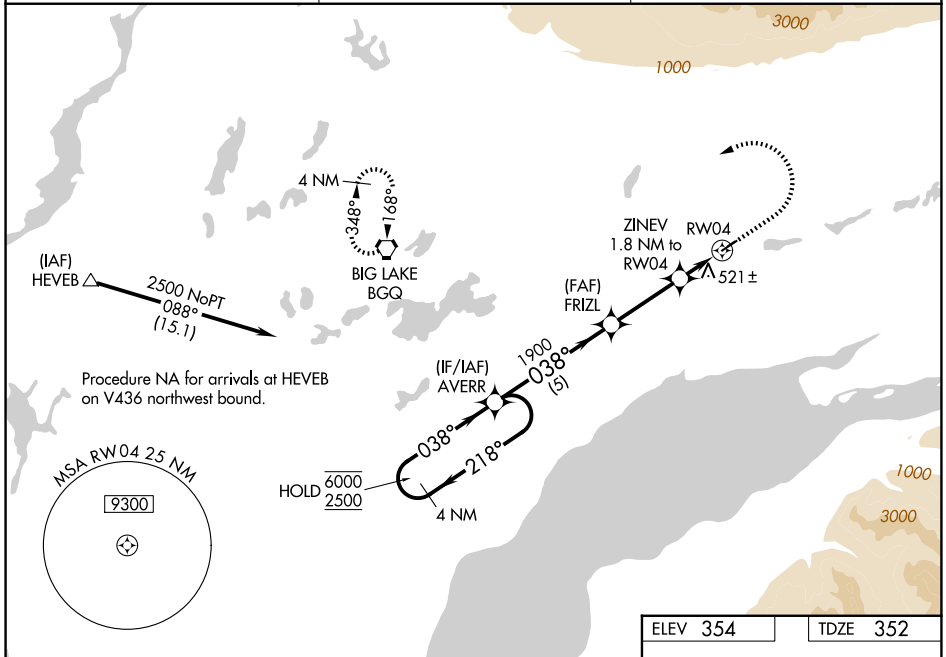 3000
1000
4 NM
348°
168°
BIG LAKE
BGQ
ZINEV
1.8 NM to
RW04
RW04
521±
(IAF)
HEVEB
2500 NoPT
088°
(15.1)
(FAF)
FRIZL
1900
038°
(5)
(IF/IAF)
AVERR
Procedure NA for arrivals at HEVEB
on V436 northwest bound.
038°
218°
HOLD 6000
2500
4 NM
MSA RW04 25 NM
9300
1000
3000
ELEV 354
TDZE 352